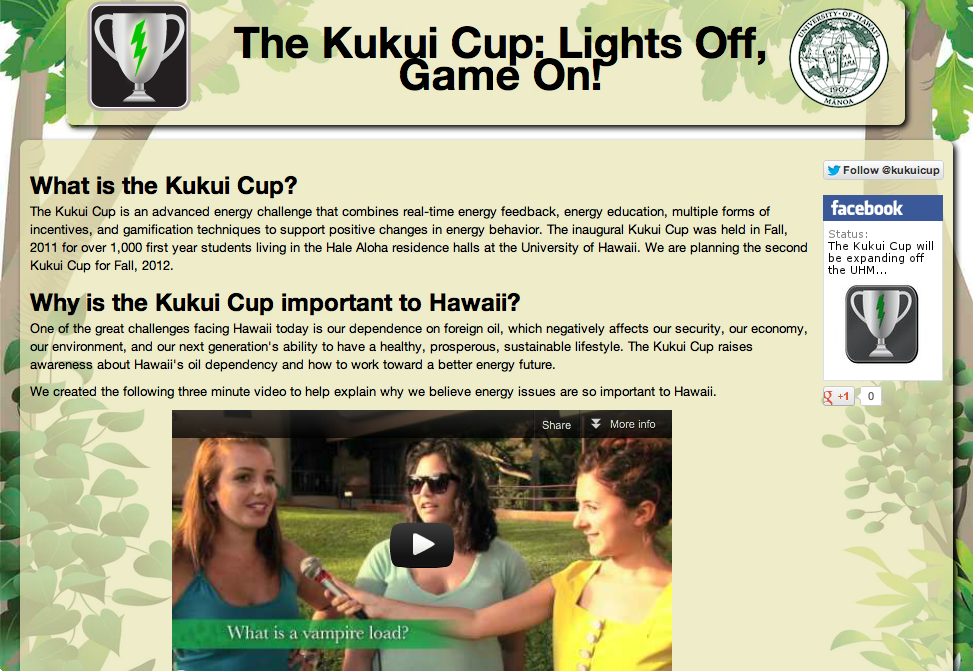 The Kukui Cup: Lights Off,
Game On!
UNIVERSITY · OF · HAWAII
1907
MĀNOA
What is the Kukui Cup?
The Kukui Cup is an advanced energy challenge that combines real-time energy feedback, energy education, multiple forms of
incentives, and gamification techniques to support positive changes in energy behavior. The inaugural Kukui Cup was held in Fall,
2011 for over 1,000 first year students living in the Hale Aloha residence halls at the University of Hawaii. We are planning the second
Kukui Cup for Fall, 2012.
Why is the Kukui Cup important to Hawaii?
One of the great challenges facing Hawaii today is our dependence on foreign oil, which negatively affects our security, our economy,
our environment, and our next generation's ability to have a healthy, prosperous, sustainable lifestyle. The Kukui Cup raises
awareness about Hawaii's oil dependency and how to work toward a better energy future.
We created the following three minute video to help explain why we believe energy issues are so important to Hawaii.
Share
More info
What is a vampire load?
Follow @kukuicup
facebook
Status:
The Kukui Cup will
be expanding off
the UHM...
g +1
0